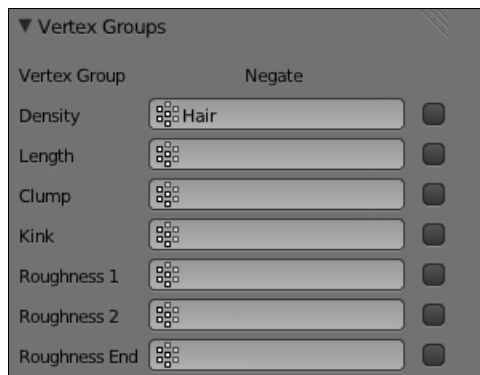 Vertex Groups
Vertex Group Negate
Density Hair
Length
Clump
Kink
Roughness 1
Roughness 2
Roughness End